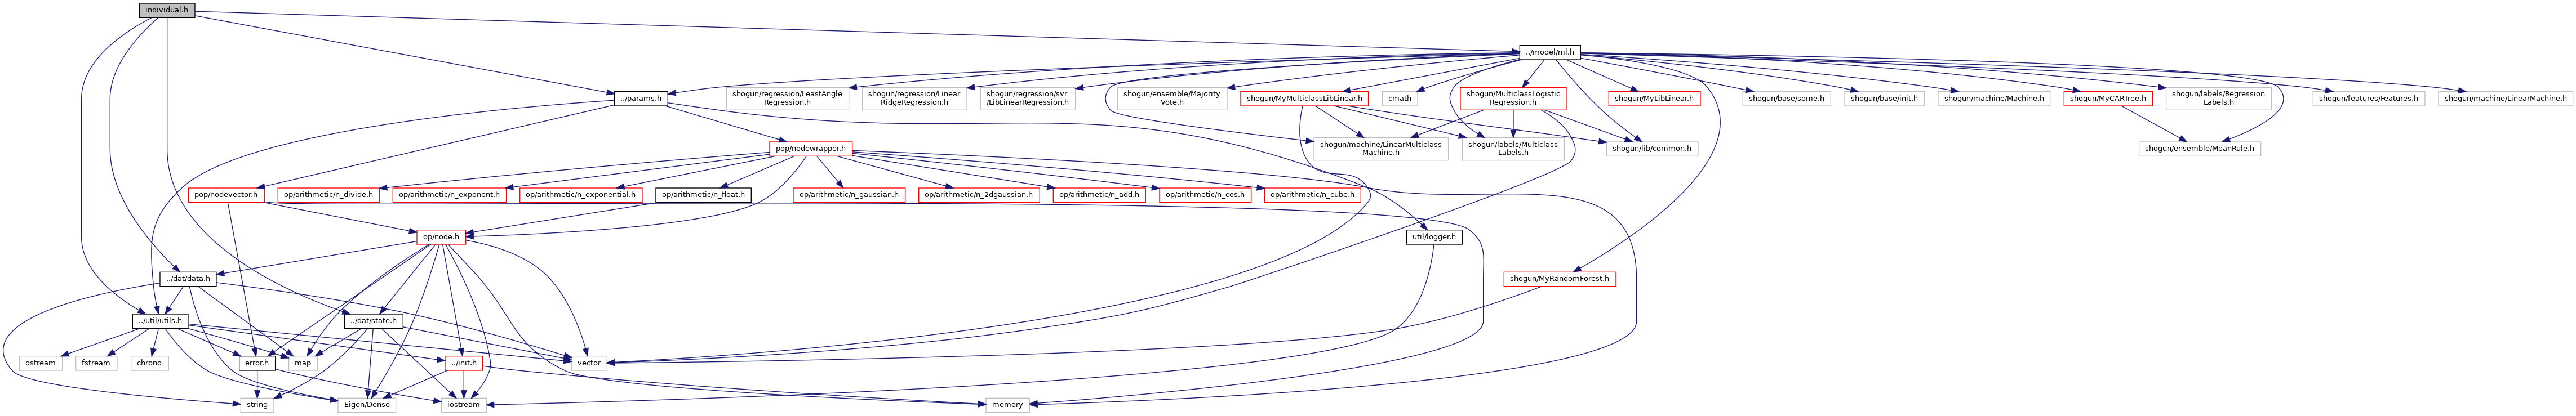 individual.h
../model/ml.h
../params.h
shogun/regression/LeastAngle
Regression.h
shogun/regression/Linear
RidgeRegression.h
shogun/regression/svr
/LibLinearRegression.h
shogun/ensemble/Majority
Vote.h
shogun/MyMulticlassLibLinear.h
cmath
shogun/MulticlassLogistic
Regression.h
shogun/MyLibLinear.h
shogun/base/some.h
shogun/base/init.h
shogun/machine/Machine.h
shogun/MyCARTree.h
shogun/labels/Regression
Labels.h
shogun/features/Features.h
shogun/machine/LinearMachine.h
pop/nodewrapper.h
shogun/machine/LinearMulticlass
Machine.h
shogun/labels/Multiclass
Labels.h
shogun/lib/common.h
shogun/ensemble/MeanRule.h
pop/nodevector.h
op/arithmetic/n_divide.h
op/arithmetic/n_exponent.h
op/arithmetic/n_exponential.h
op/arithmetic/n_float.h
op/arithmetic/n_gaussian.h
op/arithmetic/n_2dgaussian.h
op/arithmetic/n_add.h
op/arithmetic/n_cos.h
op/arithmetic/n_cube.h
op/node.h
util/logger.h
../dat/data.h
shogun/MyRandomForest.h
../util/utils.h
../dat/state.h
ostream
fstream
chrono
error.h
map
../init.h
vector
string
Eigen/Dense
iostream
memory